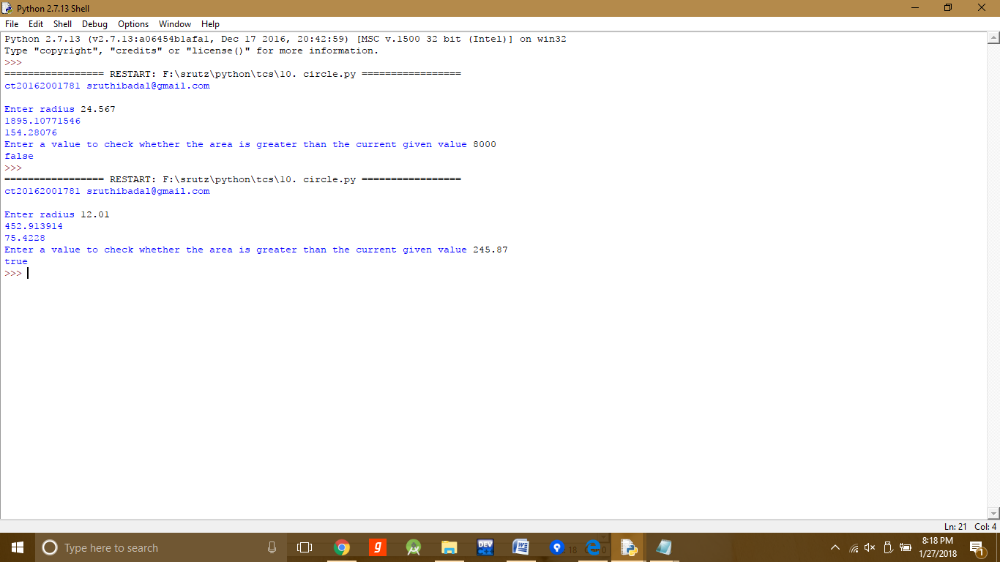 Python 2.7.13 Shell
File Edit Shell Debug Options Window Help
Python 2.7.13 (v2.7.13:a06454b1afa1, Dec 17 2016, 20:42:59) [MSC v.1500 32 bit (Intel)] on win32
Type "copyright", "credits" or "license()" for more information.
>>>
================= RESTART: F:\srutz\python\tcs\10. circle.py =================
ct20162001781 sruthibadal@gmail.com
Enter radius 24.567
1895.10771546
154.28076
Enter a value to check whether the area is greater than the current given value 8000
false
>>>
================= RESTART: F:\srutz\python\tcs\10. circle.py =================
ct20162001781 sruthibadal@gmail.com
Enter radius 12.01
452.913914
75.4228
Enter a value to check whether the area is greater than the current given value 245.87
true
>>>
Ln: 21 Col: 4
Type here to search
g
DEV
18
0
8:18 PM
1/27/2018
1